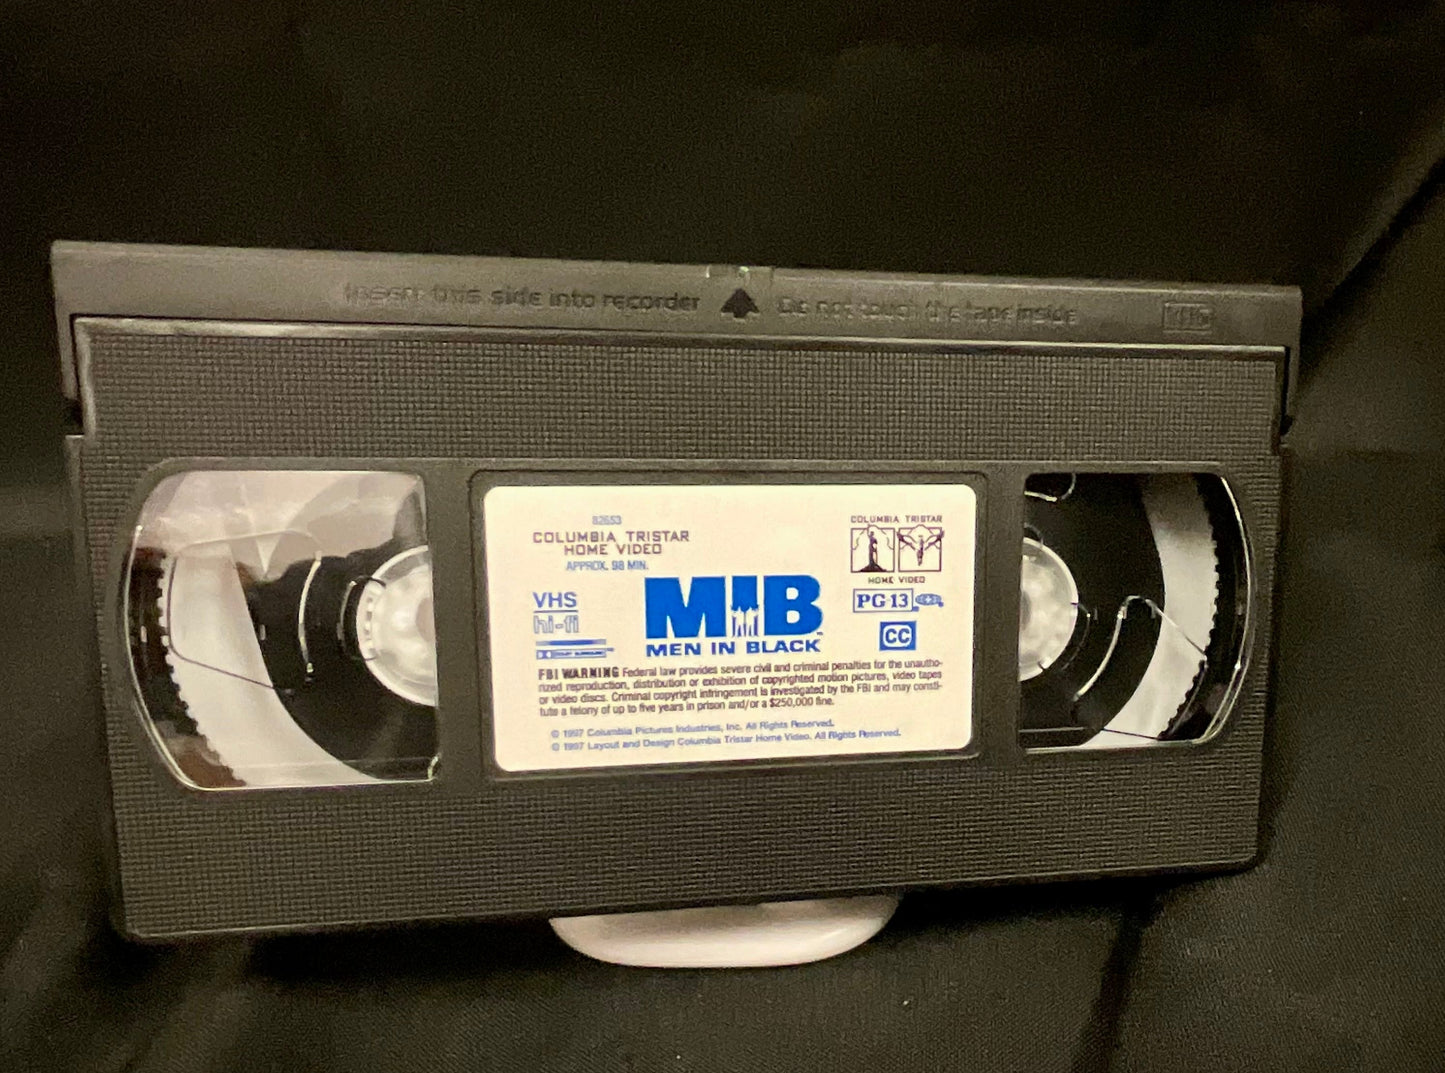 Insert this side into recorder Do not touch the tape inside VHS
82653
COLUMBIA TRISTAR
HOME VIDEO
APPROX. 98 MIN.
COLUMBIA TRISTAR
HOME VIDEO
VHS
hi-fi
MIB
MEN IN BLACK™
PG-13
CC
FBI WARNING Federal law provides severe civil and criminal penalties for the unautho-
rized reproduction, distribution or exhibition of copyrighted motion pictures, video tapes
or video discs. Criminal copyright infringement is investigated by the FBI and may consti-
tute a felony of up to five years in prison and/or a $250,000 fine.
© 1997 Columbia Pictures Industries, Inc. All Rights Reserved.
© 1997 Layout and Design Columbia Tristar Home Video. All Rights Reserved.